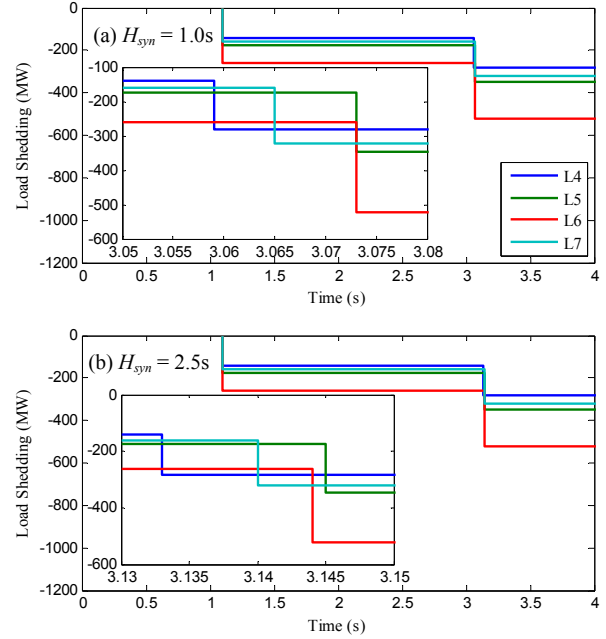 0
-200
-400
-600
-800
-1000
-1200
Load Shedding (MW)
(a) H_syn = 1.0s
-100
-200
-300
-400
-500
-600
3.05 3.055 3.06 3.065 3.07 3.075 3.08
L4
L5
L6
L7
0 0.5 1 1.5 2 2.5 3 3.5 4
Time (s)
0
-200
-400
-600
-800
-1000
-1200
Load Shedding (MW)
(b) H_syn = 2.5s
0
-200
-400
-600
3.13 3.135 3.14 3.145 3.15
0 0.5 1 1.5 2 2.5 3 3.5 4
Time (s)